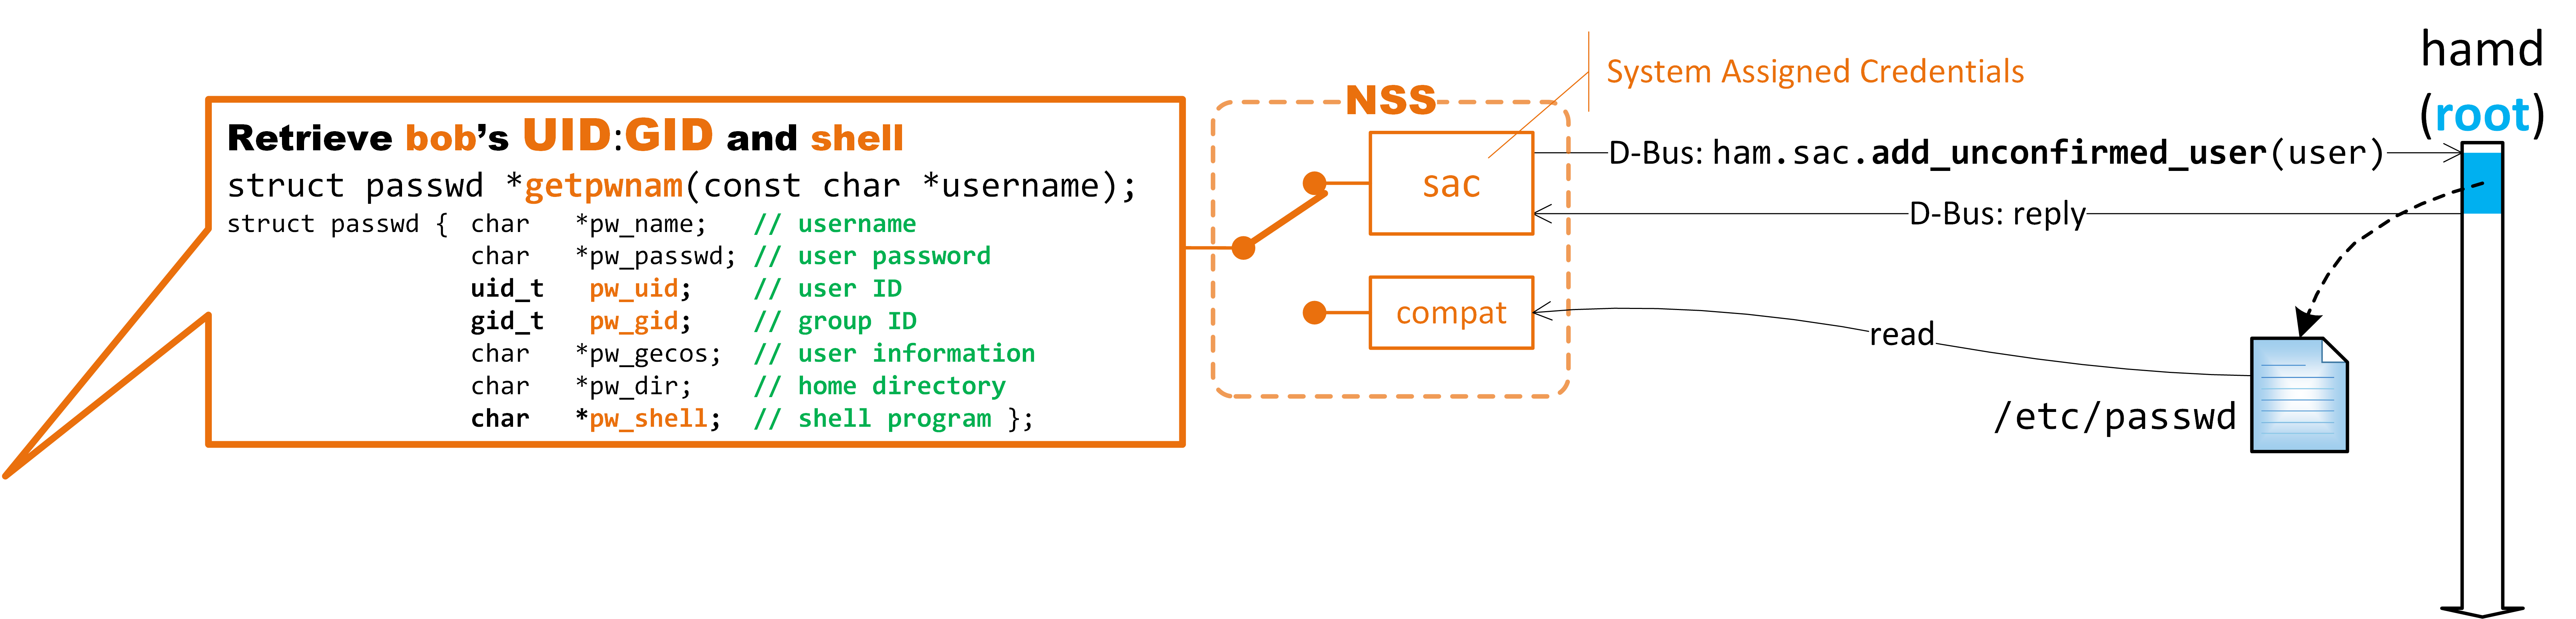 hamd
(root)
System Assigned Credentials
NSS
Retrieve bob's UID:GID and shell
struct passwd *getpwnam(const char *username);
struct passwd { char *pw_name; // username
char *pw_passwd; // user password
uid_t pw_uid; // user ID
gid_t pw_gid; // group ID
char *pw_gecos; // user information
char *pw_dir; // home directory
char *pw_shell; // shell program };
sac
D-Bus: ham.sac.add_unconfirmed_user(user)
D-Bus: reply
compat
read
/etc/passwd